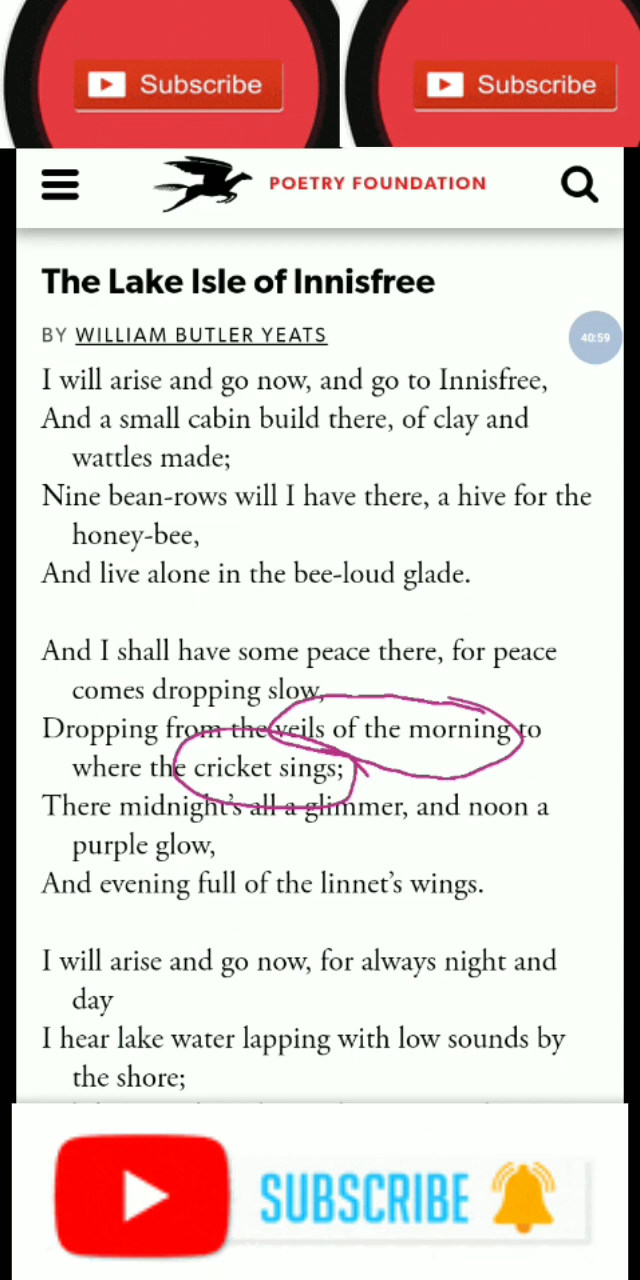 Subscribe Subscribe
POETRY FOUNDATION
The Lake Isle of Innisfree
BY WILLIAM BUTLER YEATS
40:59
I will arise and go now, and go to Innisfree,
And a small cabin build there, of clay and
wattles made;
Nine bean-rows will I have there, a hive for the
honey-bee,
And live alone in the bee-loud glade.
And I shall have some peace there, for peace
comes dropping slow,
Dropping from the veils of the morning to
where the cricket sings;
There midnight's all a glimmer, and noon a
purple glow,
And evening full of the linnet's wings.
I will arise and go now, for always night and
day
I hear lake water lapping with low sounds by
the shore;
SUBSCRIBE